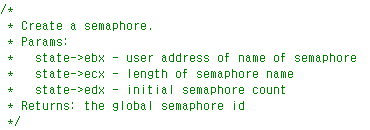 /*
* Create a semaphore.
* Params:
*   state->ebx - user address of name of semaphore
*   state->ecx - length of semaphore name
*   state->edx - initial semaphore count
* Returns: the global semaphore id
*/